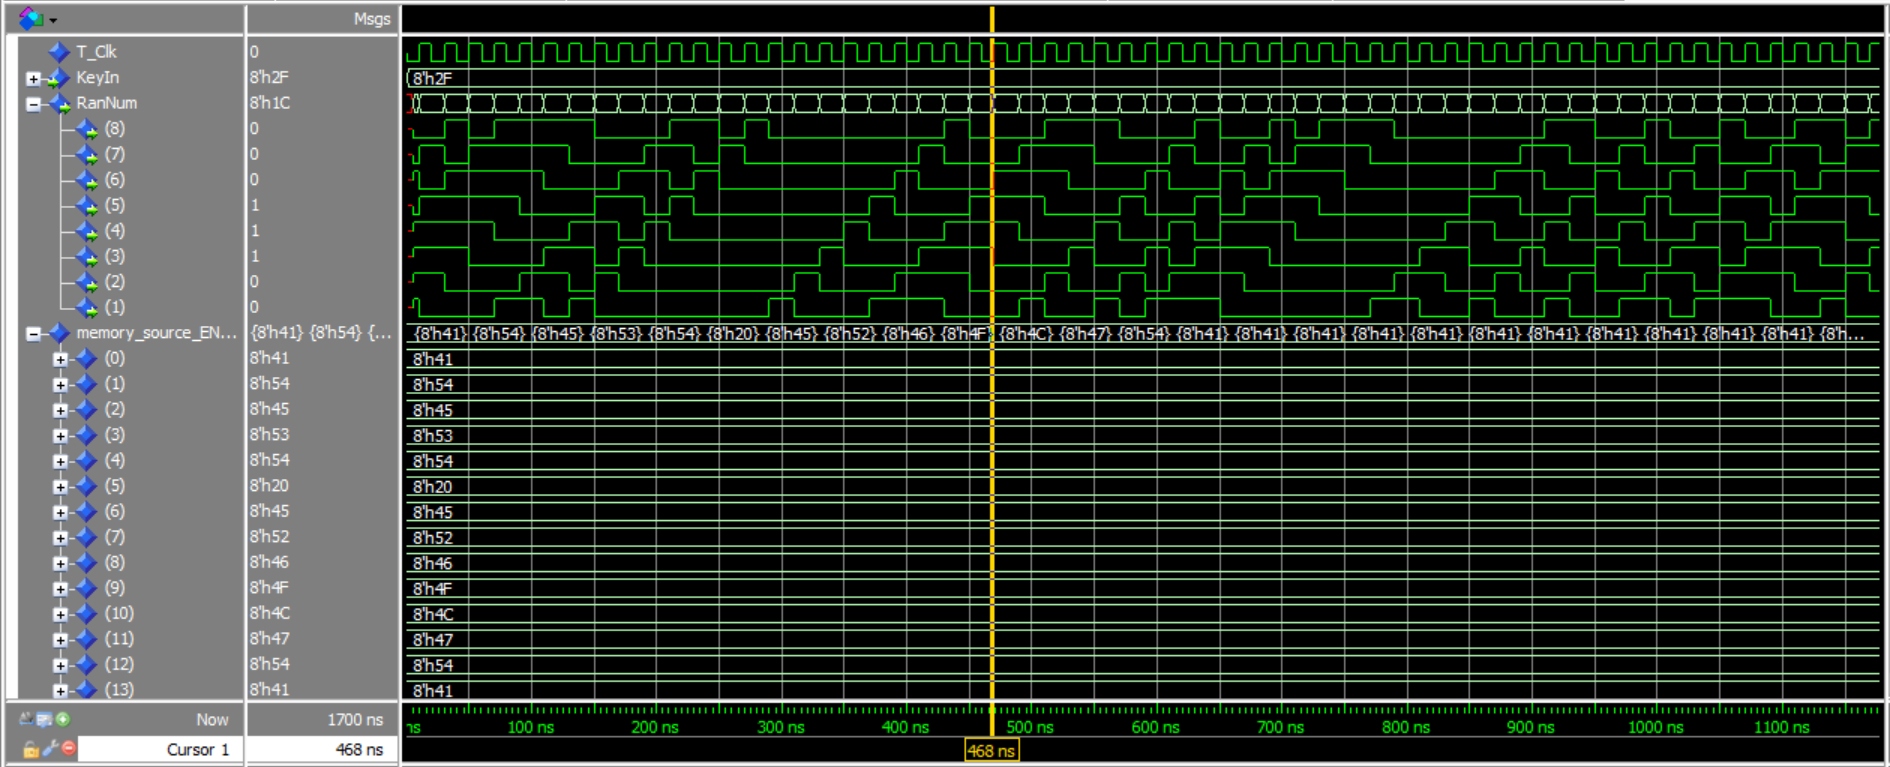 Msgs
T_Clk 0
KeyIn 8'h2F 8'h2F
RanNum 8'h1C
(8) 0
(7) 0
(6) 0
(5) 1
(4) 1
(3) 1
(2) 0
(1) 0
memory_source_EN... {8'h41} {8'h54} {... {8'h41} {8'h54} {8'h45} {8'h53} {8'h54} {8'h20} {8'h45} {8'h52} {8'h46} {8'h4F} {8'h4C} {8'h47} {8'h54} {8'h41} {8'h41} {8'h41} {8'h41} {8'h41} {8'h41} {8'h41} {8'h41} {8'h41} {8'h41} {8'h41} {8'h...
(0) 8'h41 8'h41
(1) 8'h54 8'h54
(2) 8'h45 8'h45
(3) 8'h53 8'h53
(4) 8'h54 8'h54
(5) 8'h20 8'h20
(6) 8'h45 8'h45
(7) 8'h52 8'h52
(8) 8'h46 8'h46
(9) 8'h4F 8'h4F
(10) 8'h4C 8'h4C
(11) 8'h47 8'h47
(12) 8'h54 8'h54
(13) 8'h41 8'h41
Now 1700 ns ns 100 ns 200 ns 300 ns 400 ns 500 ns 600 ns 700 ns 800 ns 900 ns 1000 ns 1100 ns
Cursor 1 468 ns 468 ns